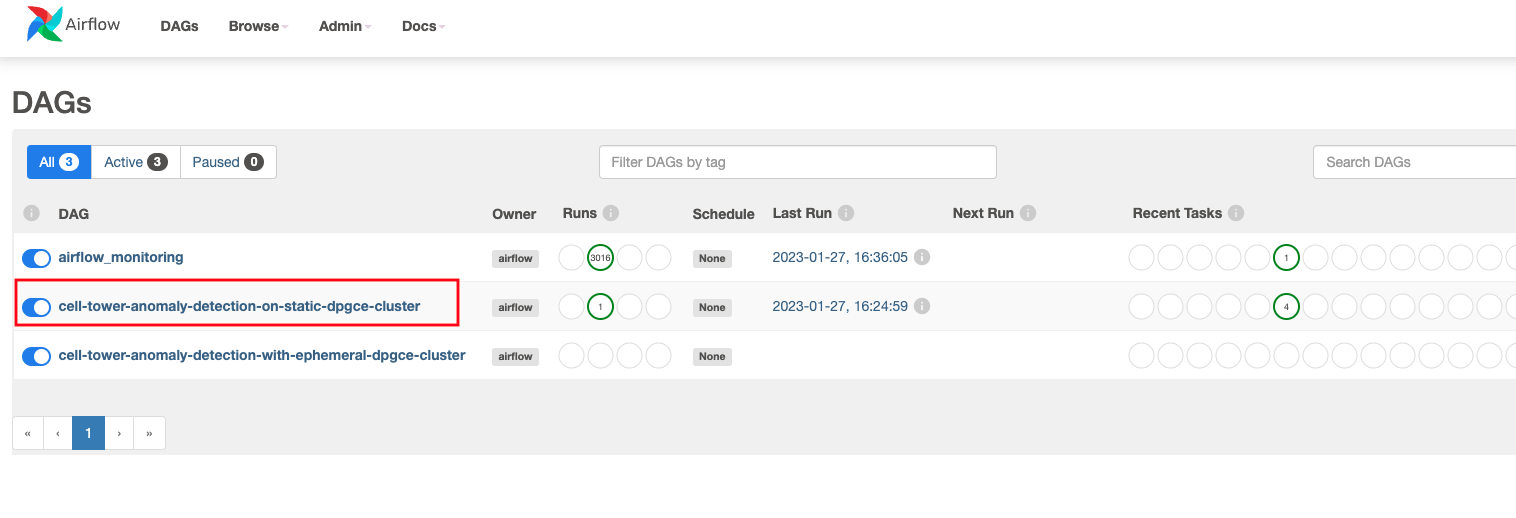 Airflow DAGs Browse Admin Docs
DAGs
All 3 Active 3 Paused 0 Filter DAGs by tag Search DAGs
i DAG Owner Runs i Schedule Last Run i Next Run i Recent Tasks i
airflow_monitoring airflow 3016 None 2023-01-27, 16:36:05 i 1
cell-tower-anomaly-detection-on-static-dpgce-cluster airflow 1 None 2023-01-27, 16:24:59 i 4
cell-tower-anomaly-detection-with-ephemeral-dpgce-cluster airflow None
« ‹ 1 › »